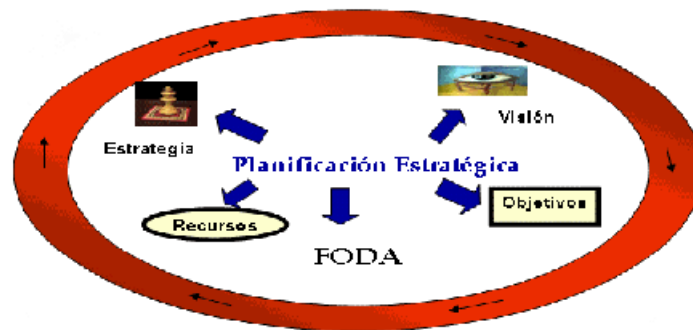 Visión
Estrategia
Planificación Estratégica
Objetivos
Recursos
FODA